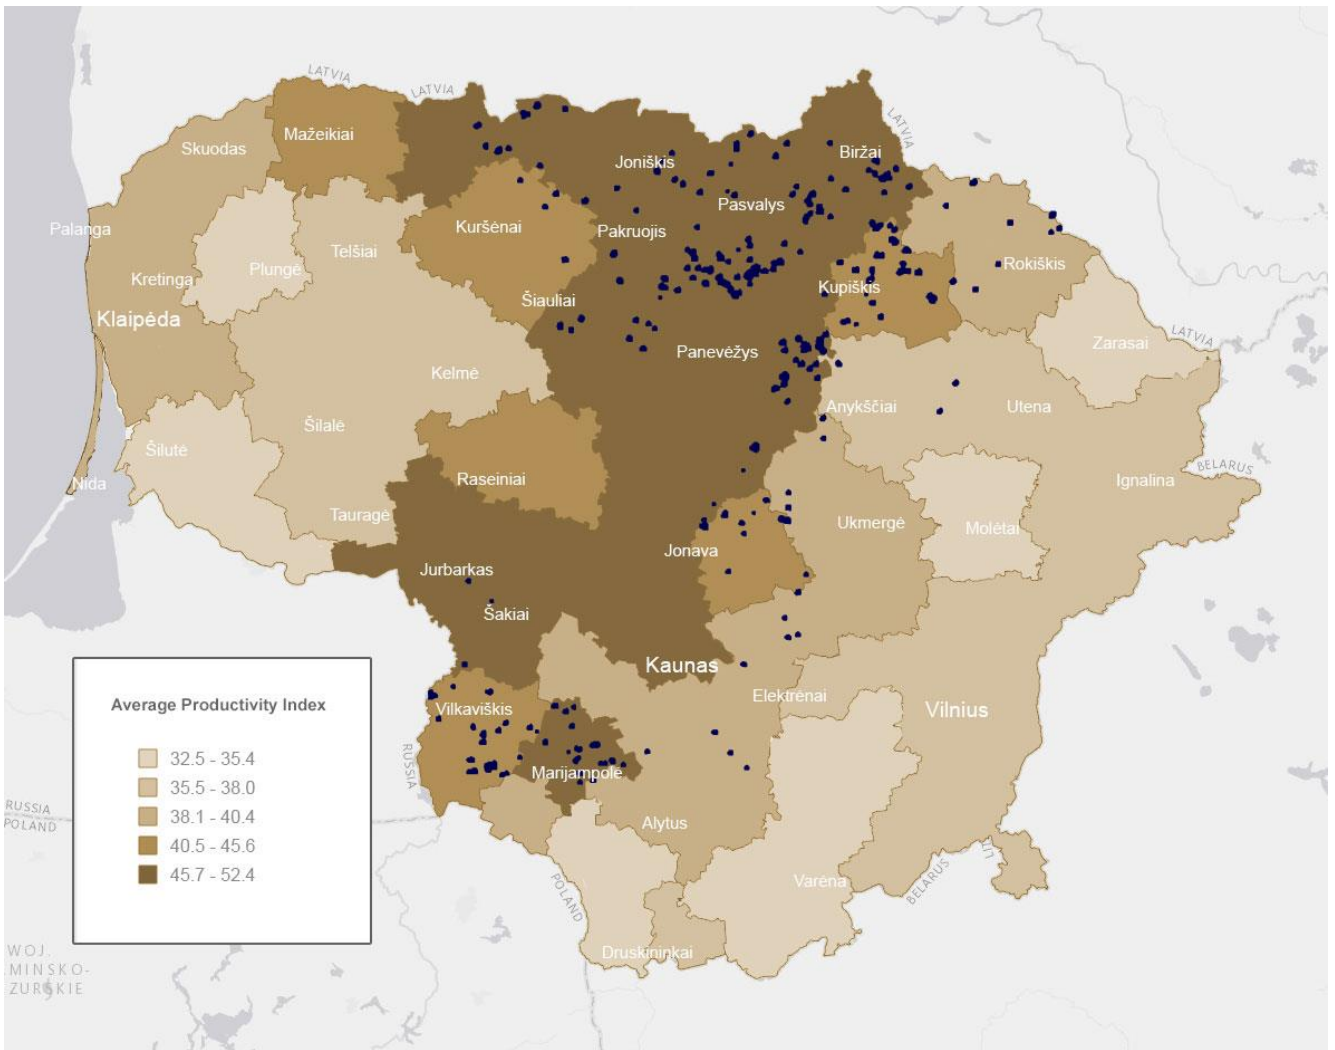 LATVIA
LATVIA
Mažeikiai
Skuodas
Joniškis
Biržai
LATVIA
Pasvalys
Palanga
Kuršėnai
Pakruojis
Telšiai
Plungė
Rokiškis
Kretinga
Kupiškis
Šiauliai
Klaipėda
LATVIA
Zarasai
Panevėžys
Kelmė
Anykščiai
Utena
Šilalė
Šilutė
BELARUS
Nida
Raseiniai
Ignalina
Tauragė
Ukmergė
Molėtai
Jonava
Jurbarkas
Šakiai
Kaunas
Elektrėnai
Vilkaviškis
Vilnius
RUSSIA
Marijampolė
Average Productivity Index
32.5 - 35.4
35.5 - 38.0
38.1 - 40.4
40.5 - 45.6
45.7 - 52.4
RUSSIA
POLAND
Alytus
LIT
BELARUS
Varėna
POLAND
Druskininkai
WOJ.
MINSKO-
ZURSKIE